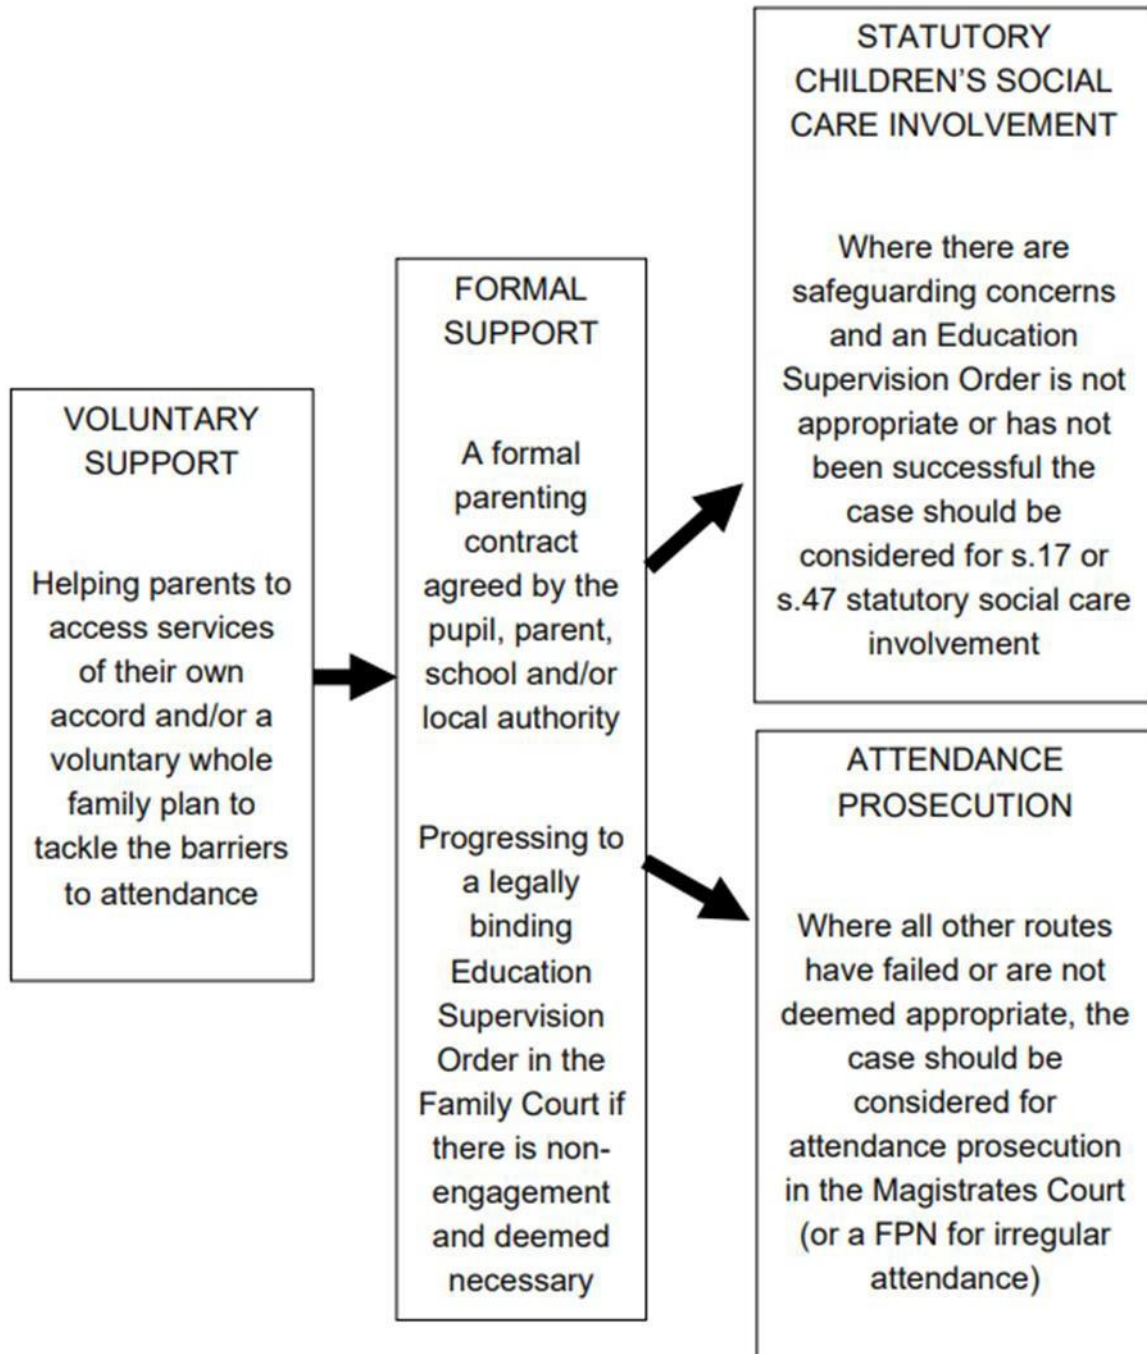 VOLUNTARY
SUPPORT
Helping parents to
access services
of their own
accord and/or a
voluntary whole
family plan to
tackle the barriers
to attendance
FORMAL
SUPPORT
A formal
parenting
contract
agreed by the
pupil, parent,
school and/or
local authority
Progressing to
a legally
binding
Education
Supervision
Order in the
Family Court if
there is non-
engagement
and deemed
necessary
STATUTORY
CHILDREN’S SOCIAL
CARE INVOLVEMENT
Where there are
safeguarding concerns
and an Education
Supervision Order is not
appropriate or has not
been successful the
case should be
considered for s.17 or
s.47 statutory social care
involvement
ATTENDANCE
PROSECUTION
Where all other routes
have failed or are not
deemed appropriate, the
case should be
considered for
attendance prosecution
in the Magistrates Court
(or a FPN for irregular
attendance)